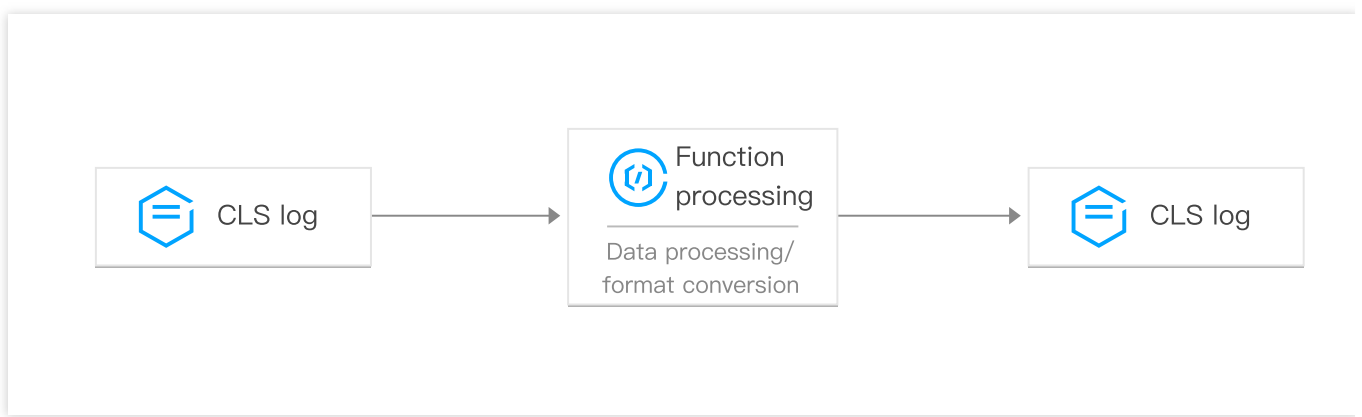 CLS log
Function
processing
Data processing/
format conversion
CLS log